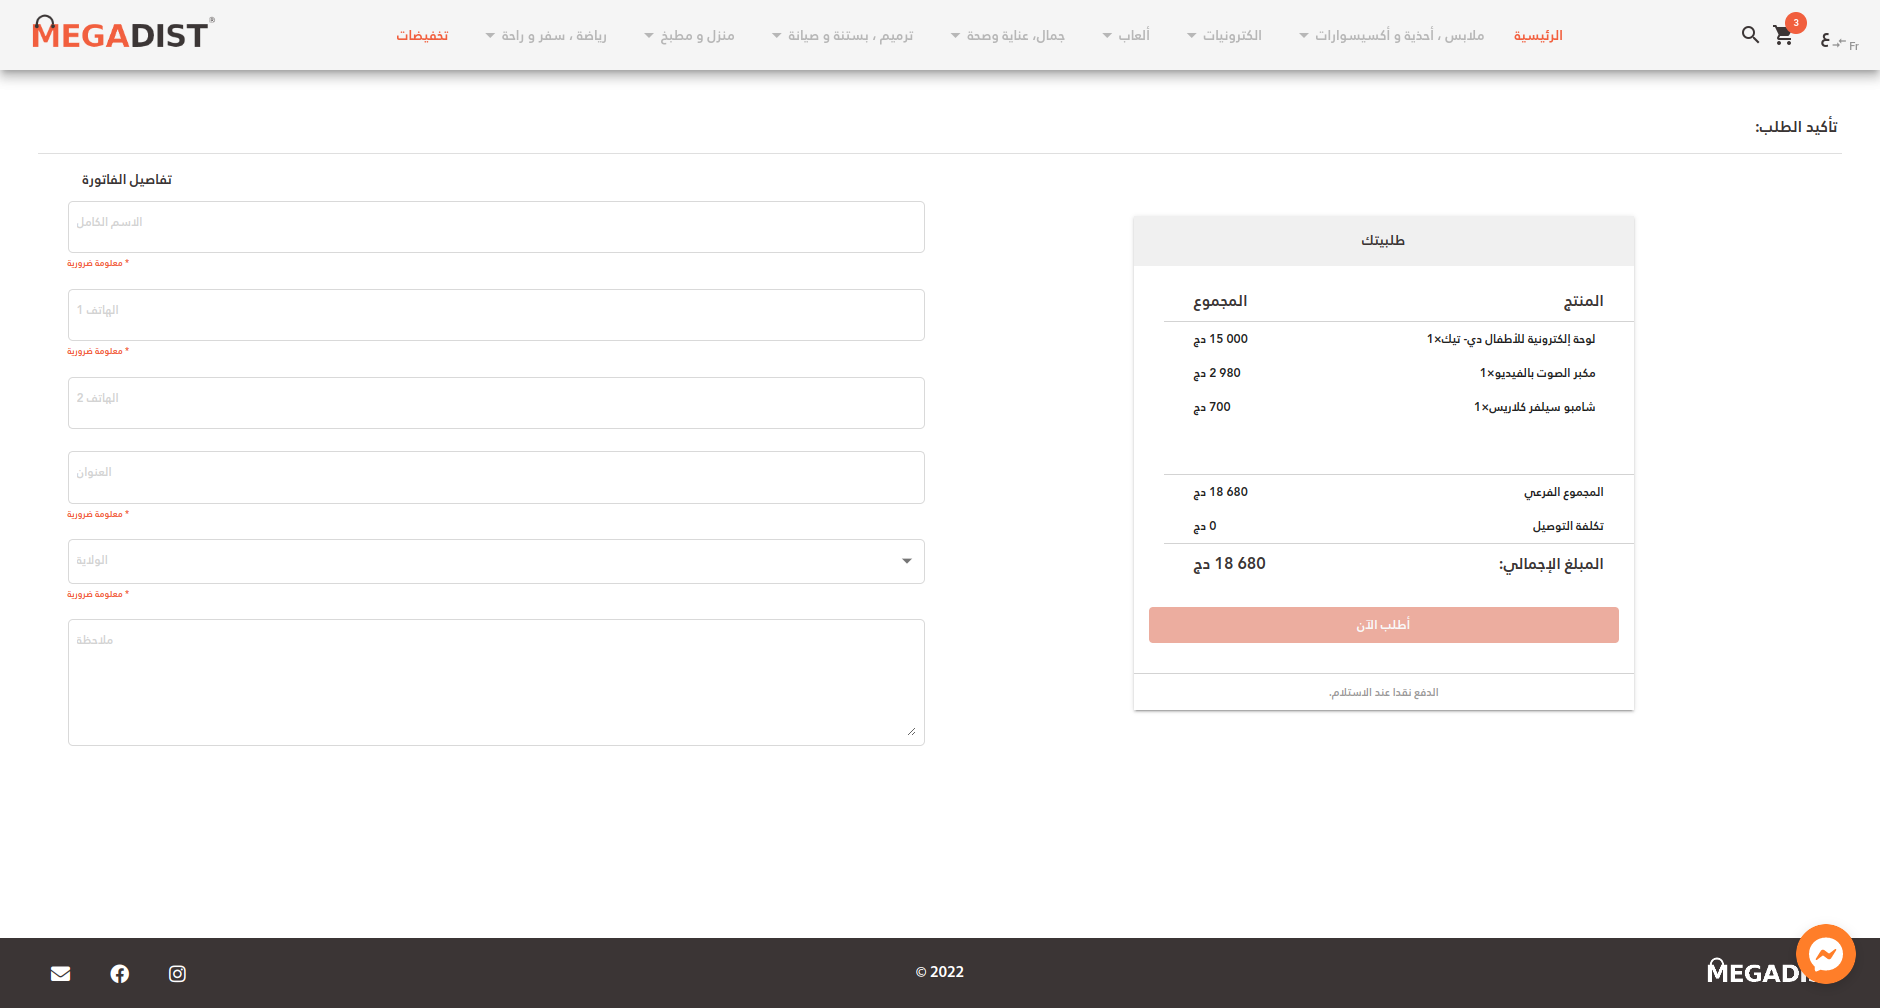 MEGADIST®
الرئيسية
ملابس ، أحذية و أكسيسوارات
الكترونيات
ألعاب
جمال، عناية وصحة
ترميم ، بستنة و صيانة
منزل و مطبخ
رياضة ، سفر و راحة
تخفيضات
3
ع
Fr
تأكيد الطلب:
تفاصيل الفاتورة
الاسم الكامل
* معلومة ضرورية
الهاتف 1
* معلومة ضرورية
الهاتف 2
العنوان
* معلومة ضرورية
الولاية
* معلومة ضرورية
ملاحظة
طلبيتك
المنتج المجموع
لوحة إلكترونية للأطفال دي- تيك×1 15 000 دج
مكبر الصوت بالفيديو×1 2 980 دج
شامبو سيلفر كلاريس×1 700 دج
المجموع الفرعي 18 680 دج
تكلفة التوصيل 0 دج
المبلغ الإجمالي: 18 680 دج
أطلب الآن
الدفع نقدا عند الاستلام.
© 2022